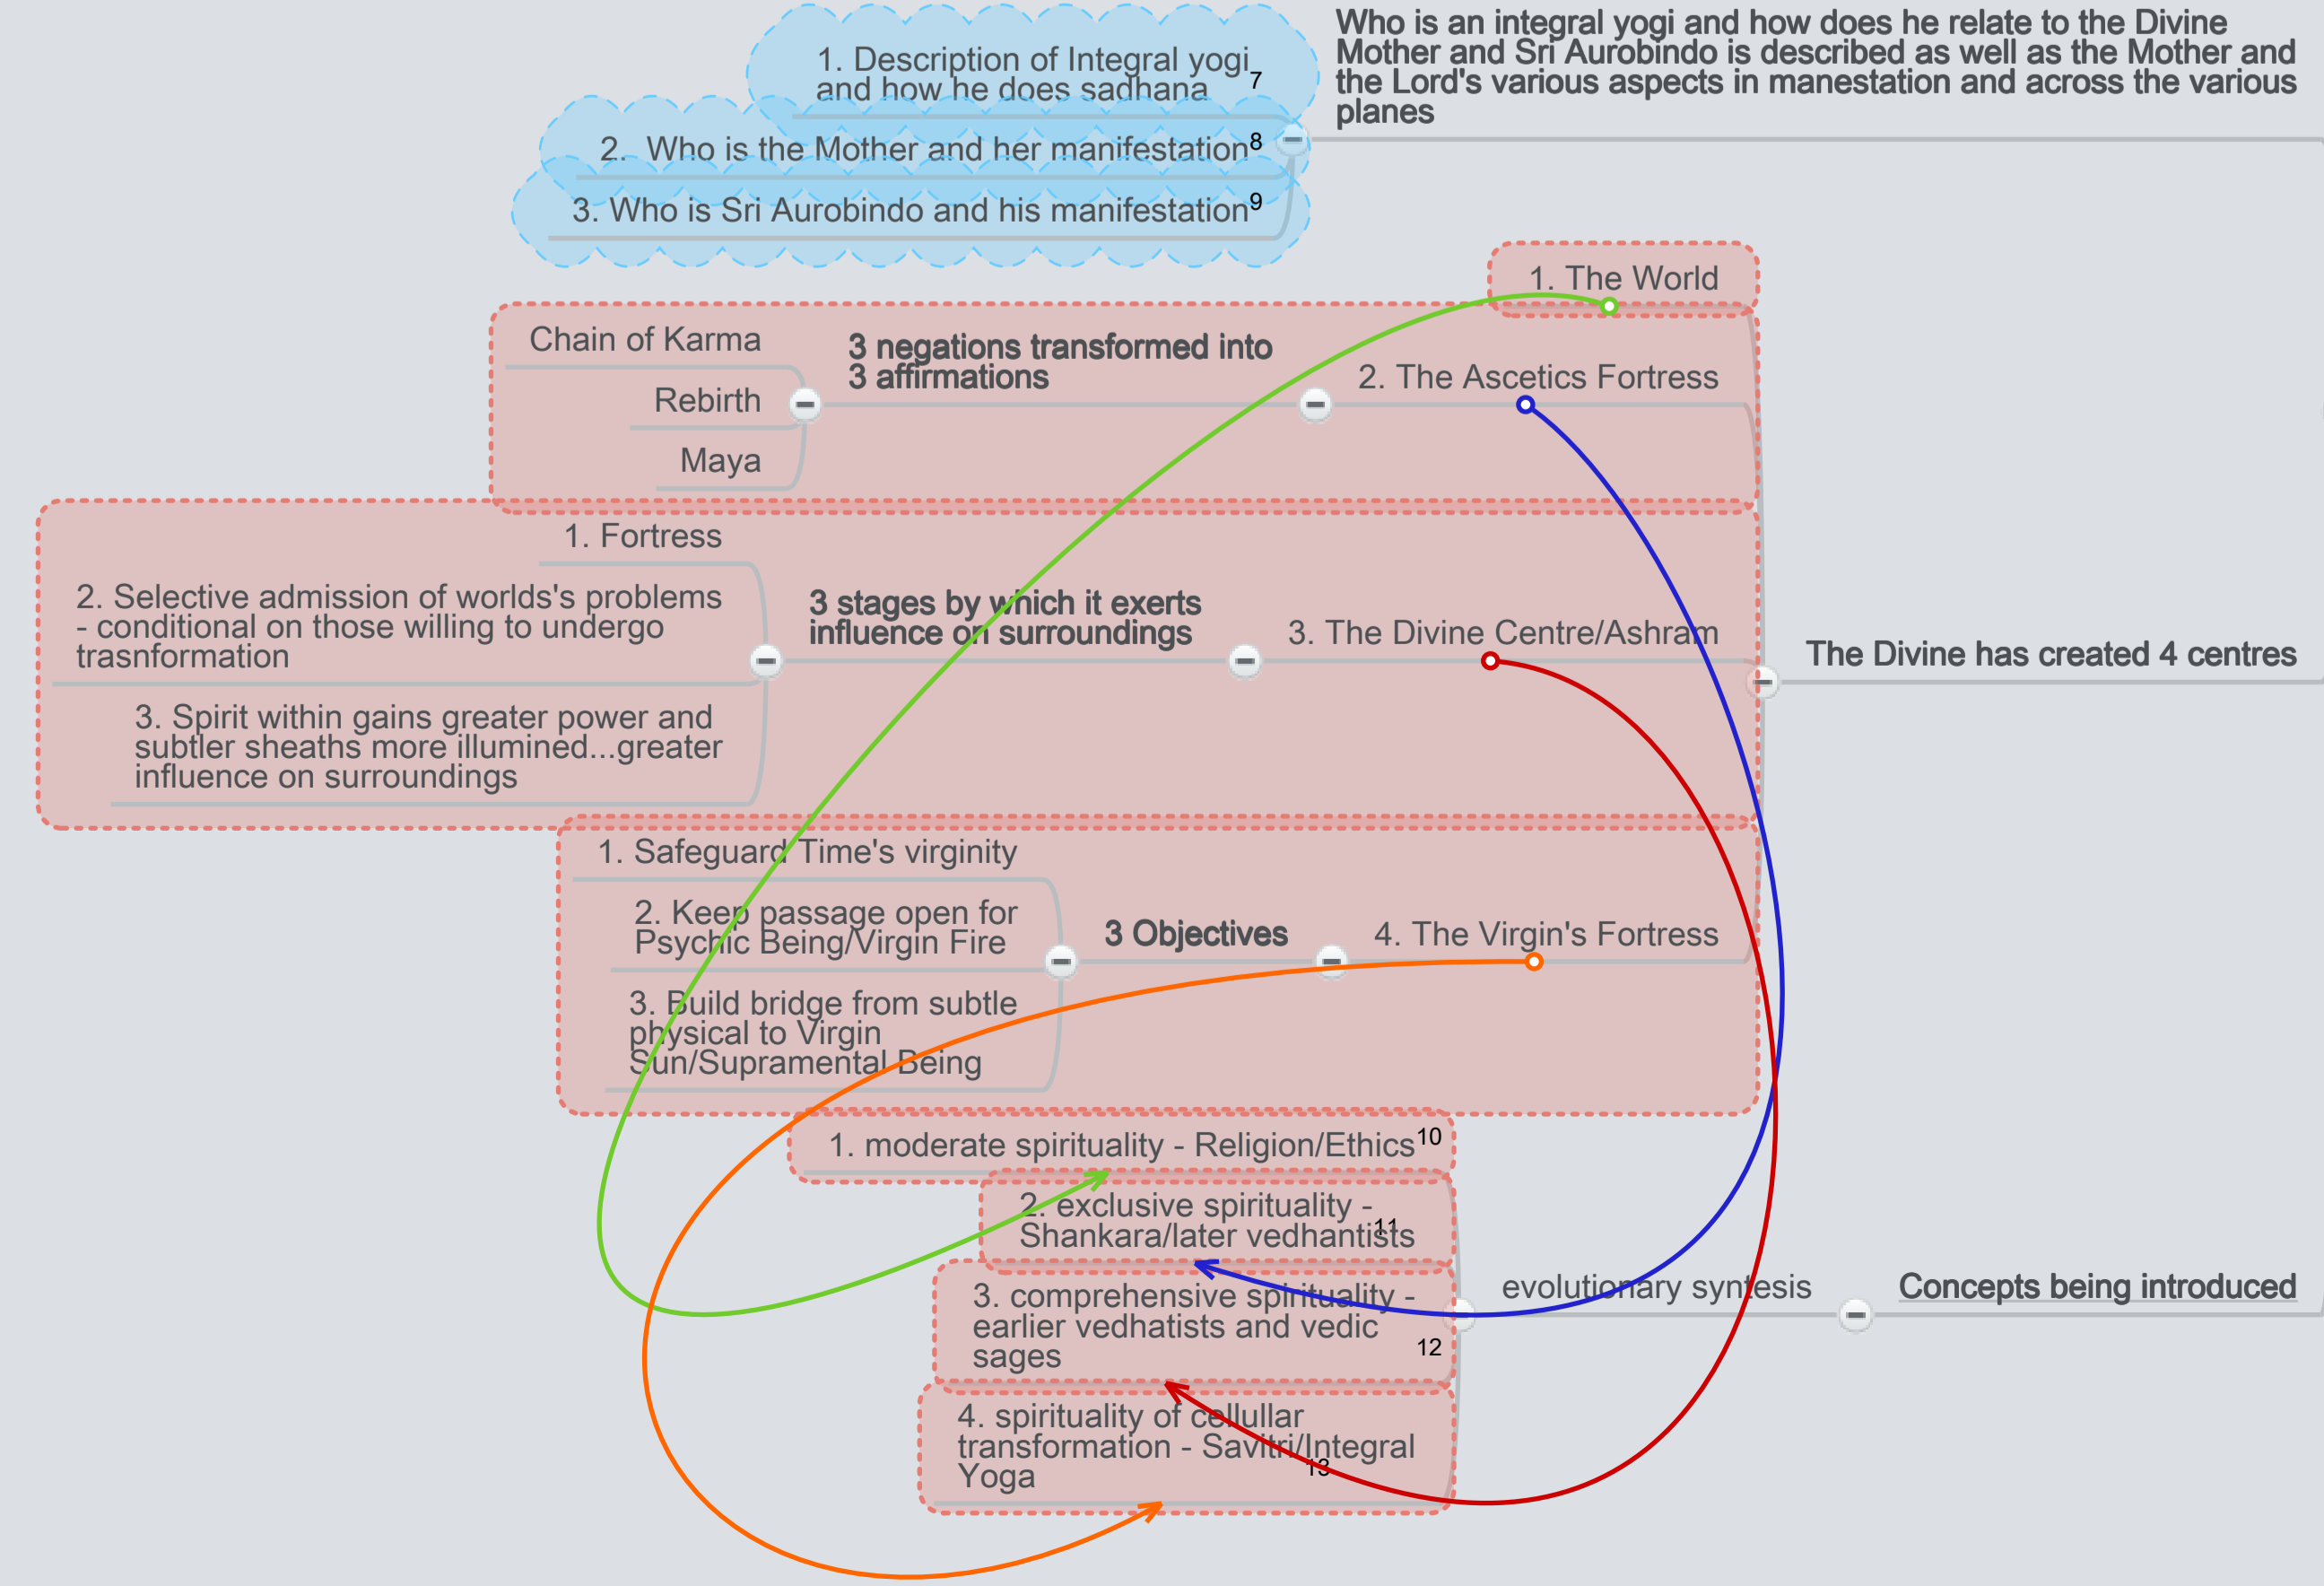 Who is an integral yogi and how does he relate to the Divine
Mother and Sri Aurobindo is described as well as the Mother and
the Lord's various aspects in manestation and across the various
planes
1. Description of Integral yogi
and how he does sadhana 7
2. Who is the Mother and her manifestation 8
3. Who is Sri Aurobindo and his manifestation 9
The Divine has created 4 centres
1. The World
2. The Ascetics Fortress
3 negations transformed into
3 affirmations
Chain of Karma
Rebirth
Maya
3. The Divine Centre/Ashram
3 stages by which it exerts
influence on surroundings
1. Fortress
2. Selective admission of worlds's problems
- conditional on those willing to undergo
trasnformation
3. Spirit within gains greater power and
subtler sheaths more illumined...greater
influence on surroundings
4. The Virgin's Fortress
3 Objectives
1. Safeguard Time's virginity
2. Keep passage open for
Psychic Being/Virgin Fire
3. Build bridge from subtle
physical to Virgin
Sun/Supramental Being
Concepts being introduced
evolutionary syntesis
1. moderate spirituality - Religion/Ethics 10
2. exclusive spirituality -
Shankara/later vedhantists 11
3. comprehensive spirituality -
earlier vedhatists and vedic
sages 12
4. spirituality of cellullar
transformation - Savitri/Integral
Yoga 13